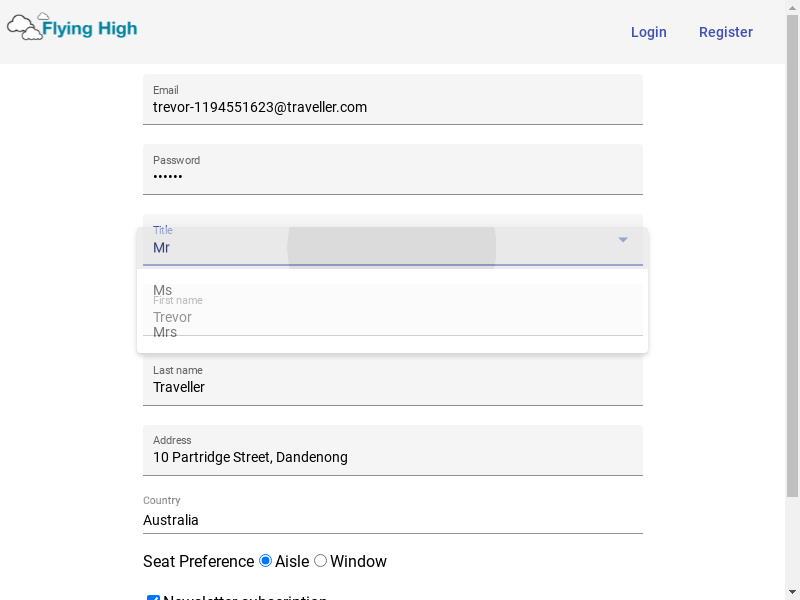 Flying High
Login Register
Email
trevor-1194551623@traveller.com
Password
••••••
Title
Mr
Ms
First name
Trevor
Mrs
Last name
Traveller
Address
10 Partridge Street, Dandenong
Country
Australia
Seat Preference Aisle Window
Newsletter subscription